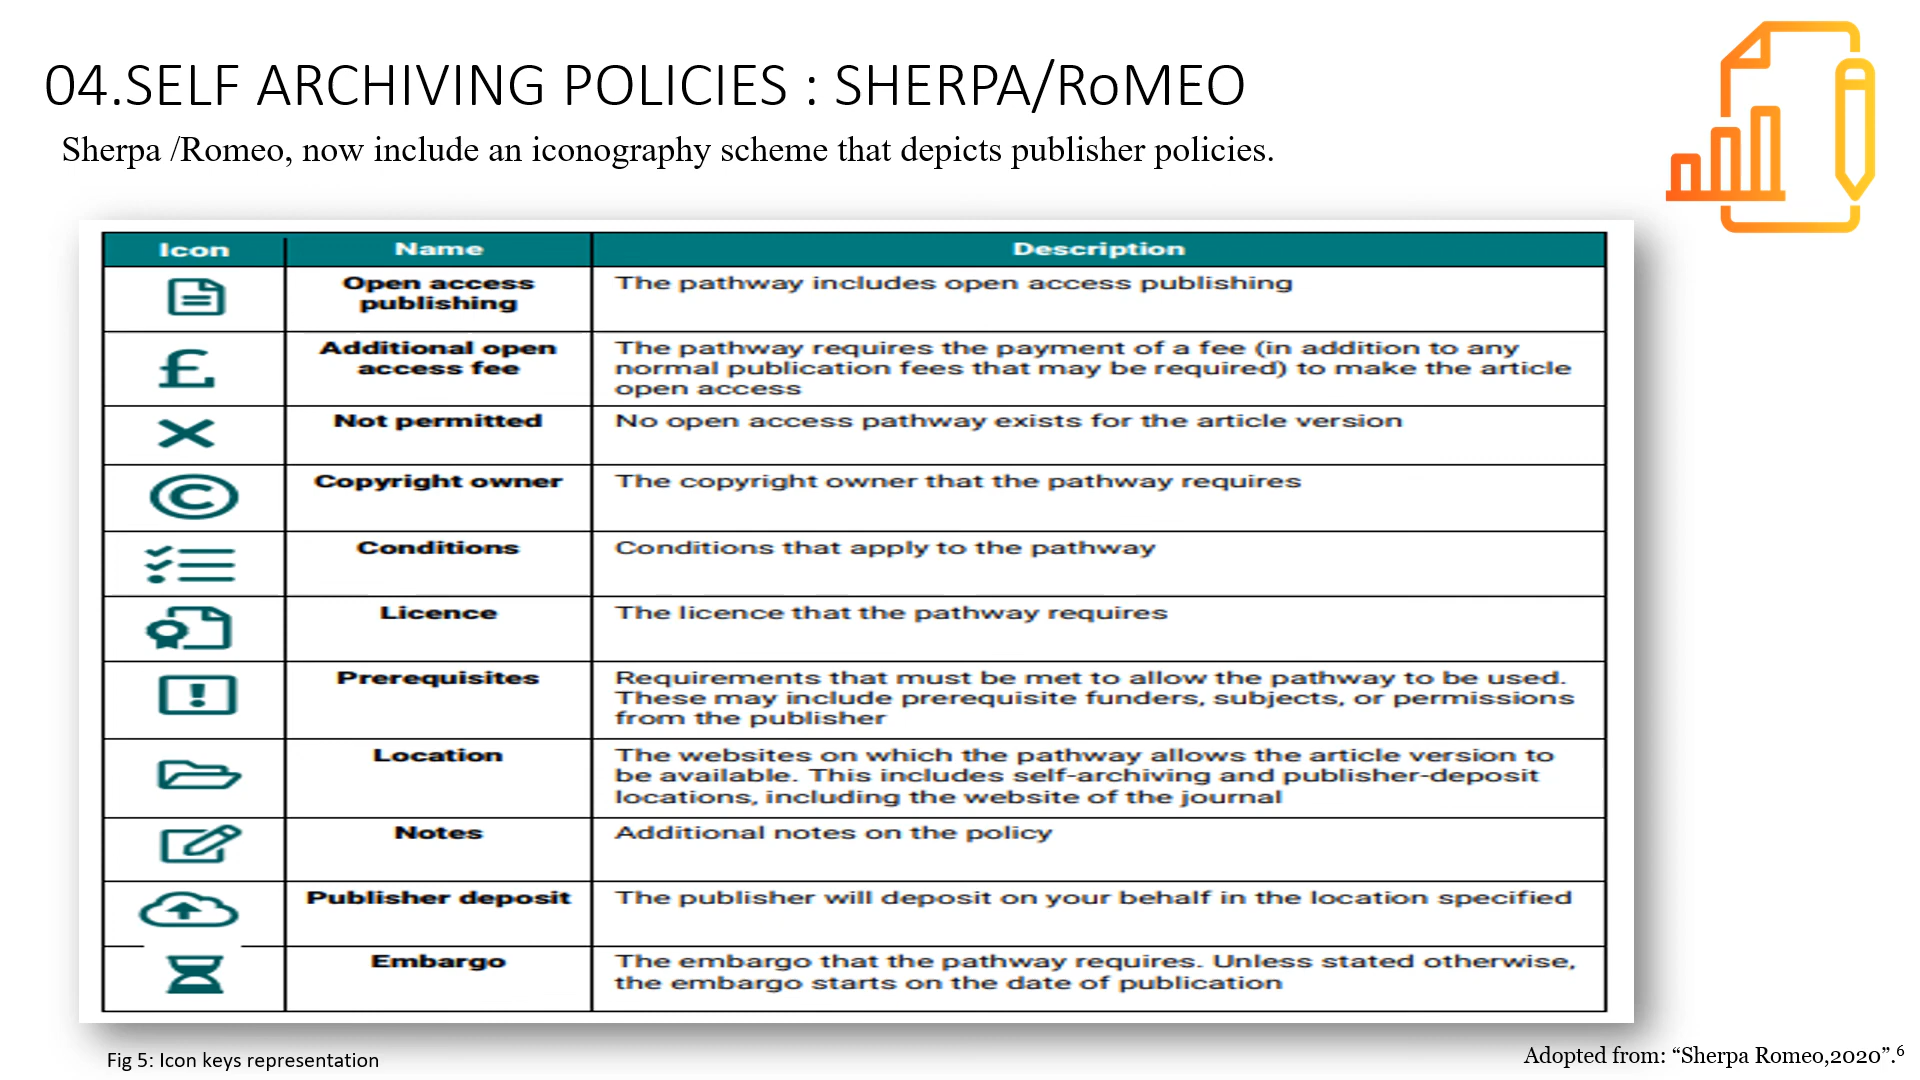 04.SELF ARCHIVING POLICIES : SHERPA/RoMEO
Sherpa /Romeo, now include an iconography scheme that depicts publisher policies.
Icon Name Description
Open access
publishing
The pathway includes open access publishing
£
Additional open
access fee
The pathway requires the payment of a fee (in addition to any
normal publication fees that may be required) to make the article
open access
Not permitted
No open access pathway exists for the article version
©
Copyright owner
The copyright owner that the pathway requires
Conditions
Conditions that apply to the pathway
Licence
The licence that the pathway requires
Prerequisites
Requirements that must be met to allow the pathway to be used.
These may include prerequisite funders, subjects, or permissions
from the publisher
Location
The websites on which the pathway allows the article version to
be available. This includes self-archiving and publisher-deposit
locations, including the website of the journal
Notes
Additional notes on the policy
Publisher deposit
The publisher will deposit on your behalf in the location specified
Embargo
The embargo that the pathway requires. Unless stated otherwise,
the embargo starts on the date of publication
Fig 5: Icon keys representation
Adopted from: “Sherpa Romeo,2020”.⁶